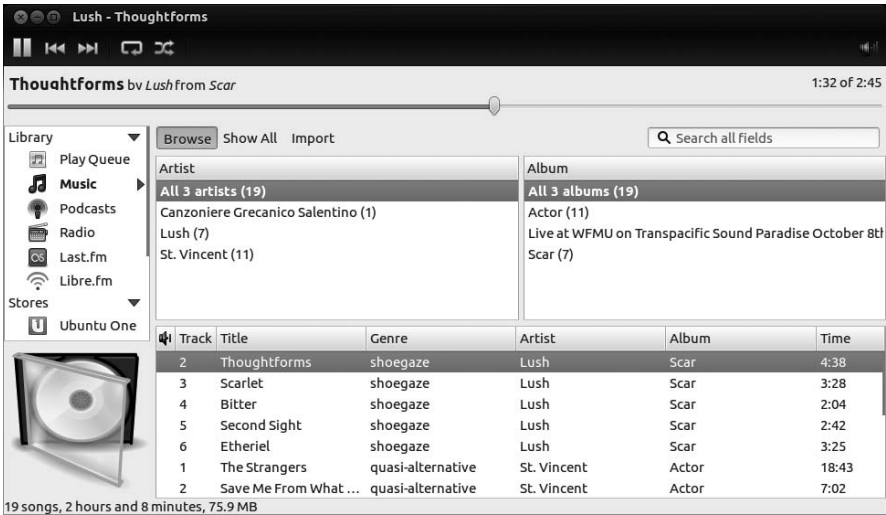 Lush - Thoughtforms
Thoughtforms by Lush from Scar
1:32 of 2:45
Library
Play Queue
Music
Podcasts
Radio
Last.fm
Libre.fm
Stores
Ubuntu One
Browse Show All Import
Search all fields
Artist
All 3 artists (19)
Canzoniere Grecanico Salentino (1)
Lush (7)
St. Vincent (11)
Album
All 3 albums (19)
Actor (11)
Live at WFMU on Transpacific Sound Paradise October 8th
Scar (7)
Track Title Genre Artist Album Time
2 Thoughtforms shoegaze Lush Scar 4:38
3 Scarlet shoegaze Lush Scar 3:28
4 Bitter shoegaze Lush Scar 2:04
5 Second Sight shoegaze Lush Scar 2:42
6 Etheriel shoegaze Lush Scar 3:25
1 The Strangers quasi-alternative St. Vincent Actor 18:43
2 Save Me From What ... quasi-alternative St. Vincent Actor 7:02
19 songs, 2 hours and 8 minutes, 75.9 MB